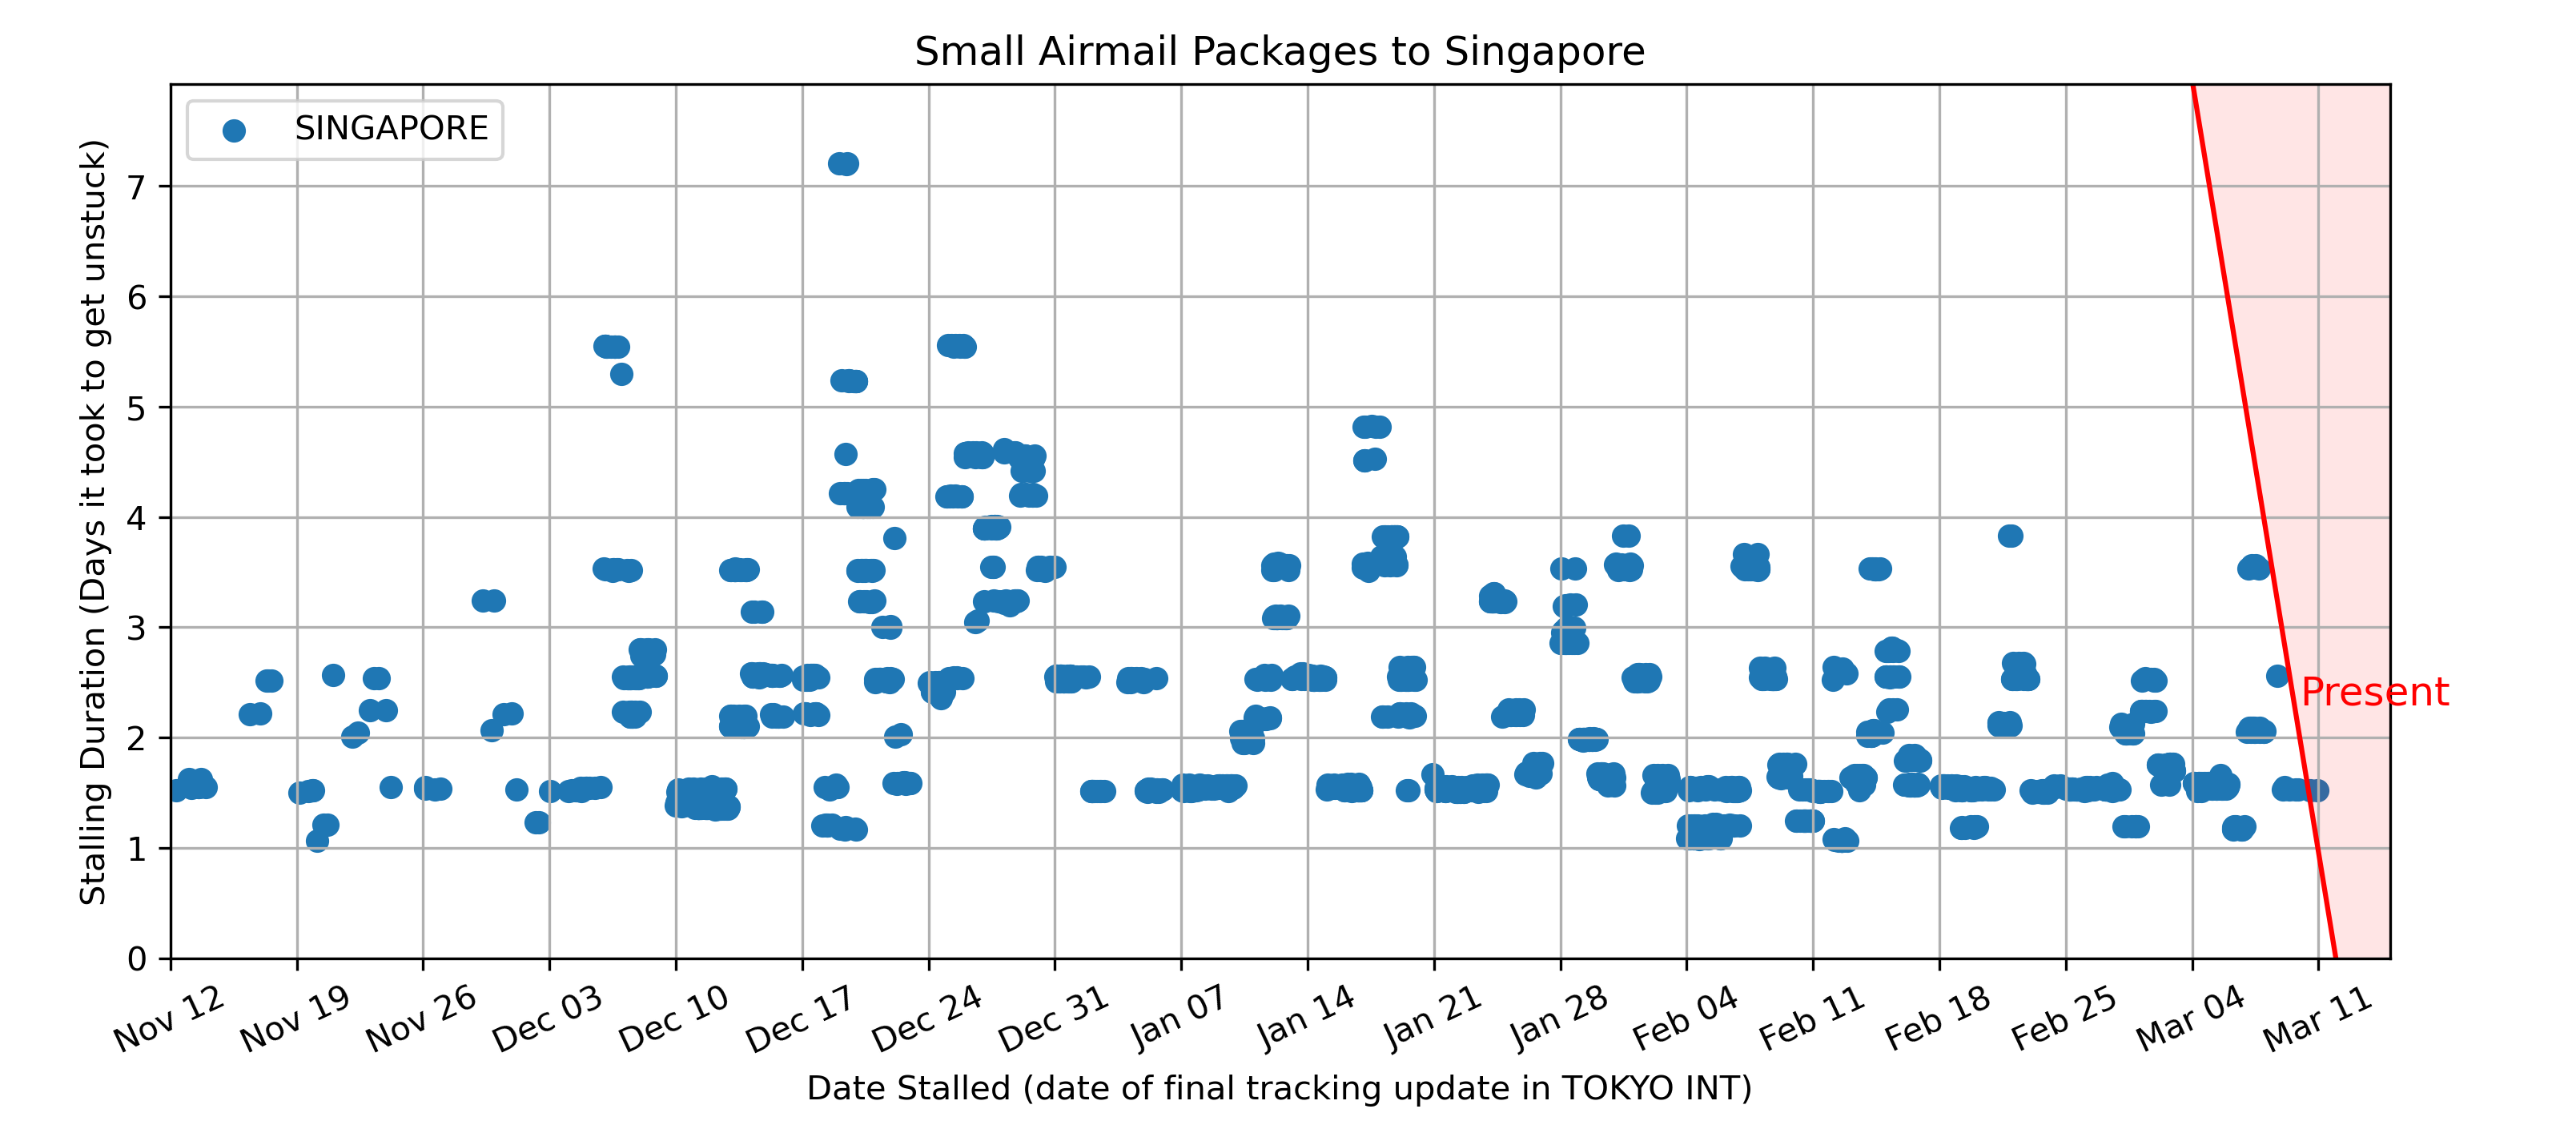 Small Airmail Packages to Singapore
SINGAPORE
Stalling Duration (Days it took to get unstuck)
7
6
5
4
3
2
1
0
Present
Nov 12
Nov 19
Nov 26
Dec 03
Dec 10
Dec 17
Dec 24
Dec 31
Jan 07
Jan 14
Jan 21
Jan 28
Feb 04
Feb 11
Feb 18
Feb 25
Mar 04
Mar 11
Date Stalled (date of final tracking update in TOKYO INT)